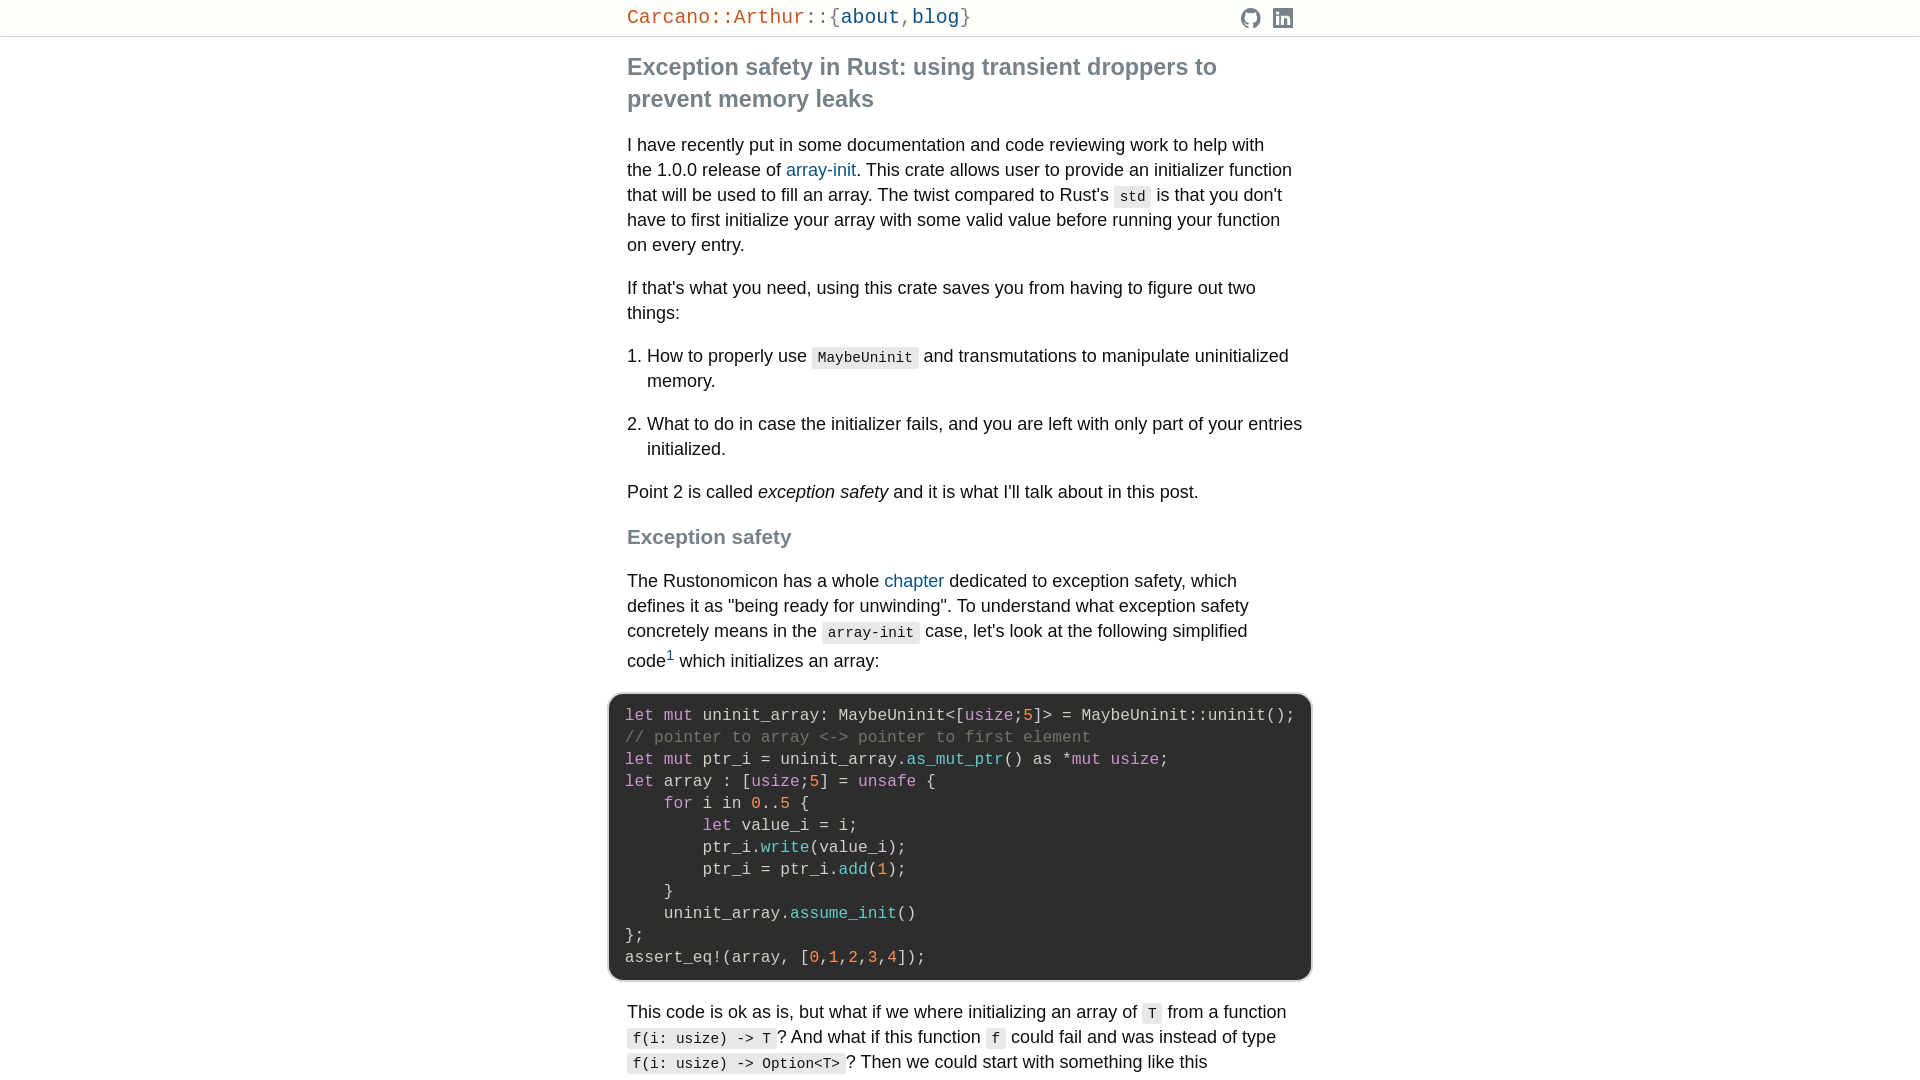 Carcano::Arthur::{about,blog}
Exception safety in Rust: using transient droppers to
prevent memory leaks
I have recently put in some documentation and code reviewing work to help with
the 1.0.0 release of array-init. This crate allows user to provide an initializer function
that will be used to fill an array. The twist compared to Rust's std is that you don't
have to first initialize your array with some valid value before running your function
on every entry.
If that's what you need, using this crate saves you from having to figure out two
things:
1. How to properly use MaybeUninit and transmutations to manipulate uninitialized
memory.
2. What to do in case the initializer fails, and you are left with only part of your entries
initialized.
Point 2 is called exception safety and it is what I'll talk about in this post.
Exception safety
The Rustonomicon has a whole chapter dedicated to exception safety, which
defines it as "being ready for unwinding". To understand what exception safety
concretely means in the array-init case, let's look at the following simplified
code1 which initializes an array:
let mut uninit_array: MaybeUninit<[usize;5]> = MaybeUninit::uninit();
// pointer to array <-> pointer to first element
let mut ptr_i = uninit_array.as_mut_ptr() as *mut usize;
let array : [usize;5] = unsafe {
    for i in 0..5 {
        let value_i = i;
        ptr_i.write(value_i);
        ptr_i = ptr_i.add(1);
    }
    uninit_array.assume_init()
};
assert_eq!(array, [0,1,2,3,4]);
This code is ok as is, but what if we where initializing an array of T from a function
f(i: usize) -> T? And what if this function f could fail and was instead of type
f(i: usize) -> Option<T>? Then we could start with something like this